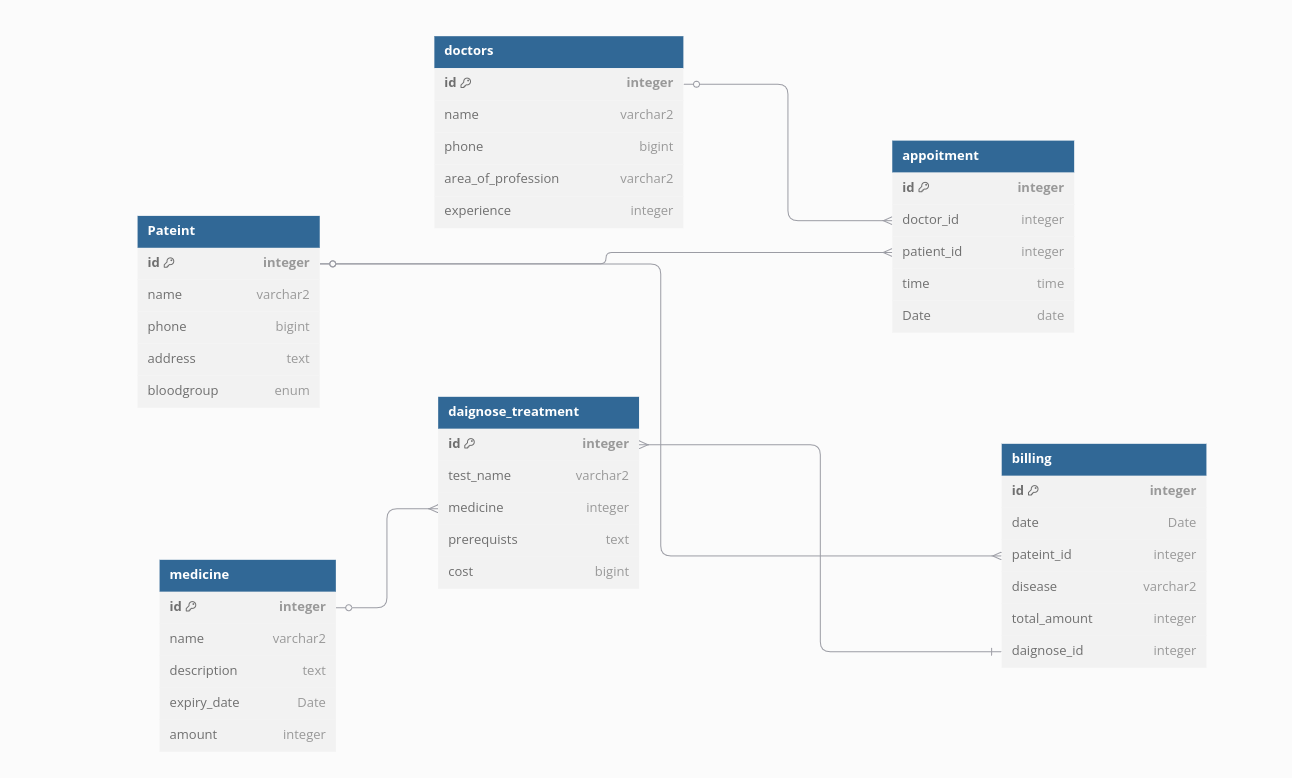 doctors
id integer
name varchar2
phone bigint
area_of_profession varchar2
experience integer
appoitment
id integer
doctor_id integer
patient_id integer
time time
Date date
Pateint
id integer
name varchar2
phone bigint
address text
bloodgroup enum
daignose_treatment
id integer
test_name varchar2
medicine integer
prerequists text
cost bigint
billing
id integer
date Date
pateint_id integer
disease varchar2
total_amount integer
daignose_id integer
medicine
id integer
name varchar2
description text
expiry_date Date
amount integer